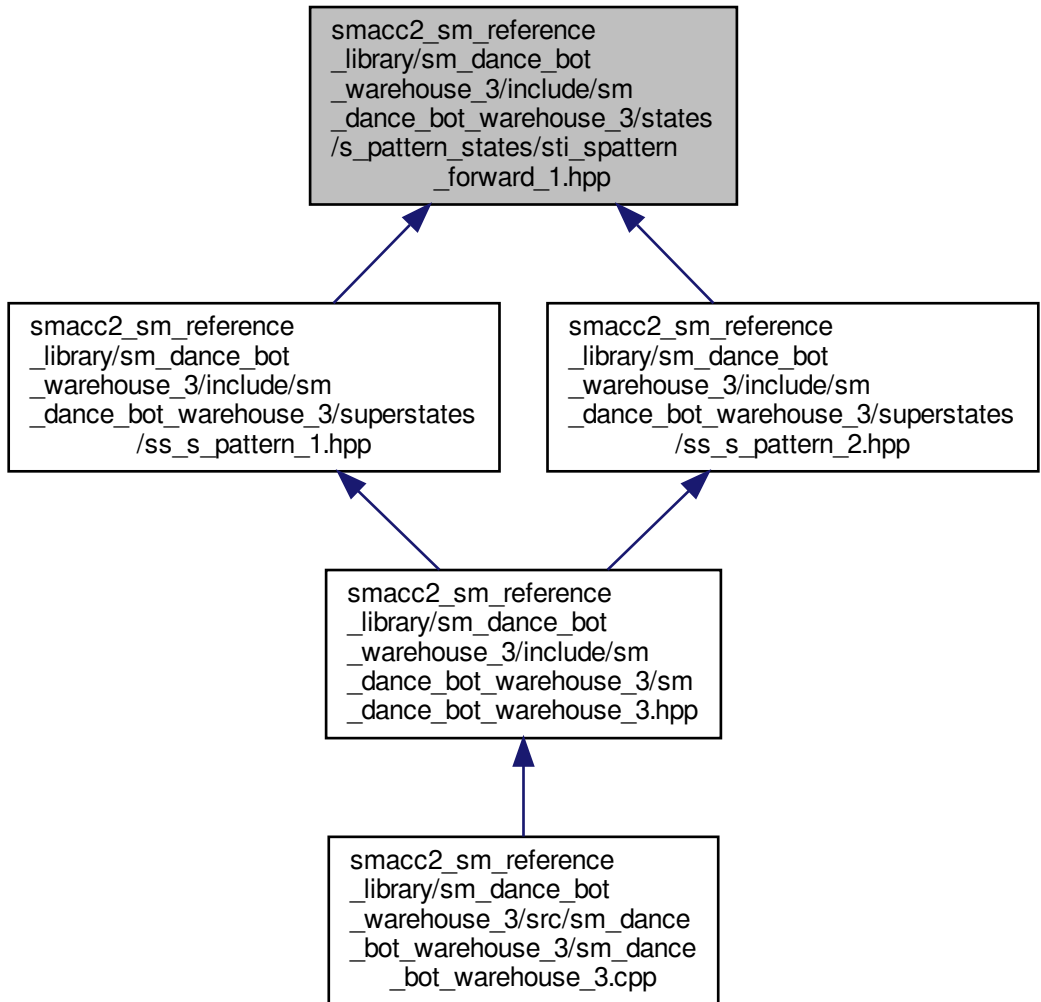 smacc2_sm_reference
_library/sm_dance_bot
_warehouse_3/include/sm
_dance_bot_warehouse_3/states
/s_pattern_states/sti_spattern
_forward_1.hpp
smacc2_sm_reference
_library/sm_dance_bot
_warehouse_3/include/sm
_dance_bot_warehouse_3/superstates
/ss_s_pattern_1.hpp
smacc2_sm_reference
_library/sm_dance_bot
_warehouse_3/include/sm
_dance_bot_warehouse_3/superstates
/ss_s_pattern_2.hpp
smacc2_sm_reference
_library/sm_dance_bot
_warehouse_3/include/sm
_dance_bot_warehouse_3/sm
_dance_bot_warehouse_3.hpp
smacc2_sm_reference
_library/sm_dance_bot
_warehouse_3/src/sm_dance
_bot_warehouse_3/sm_dance
_bot_warehouse_3.cpp